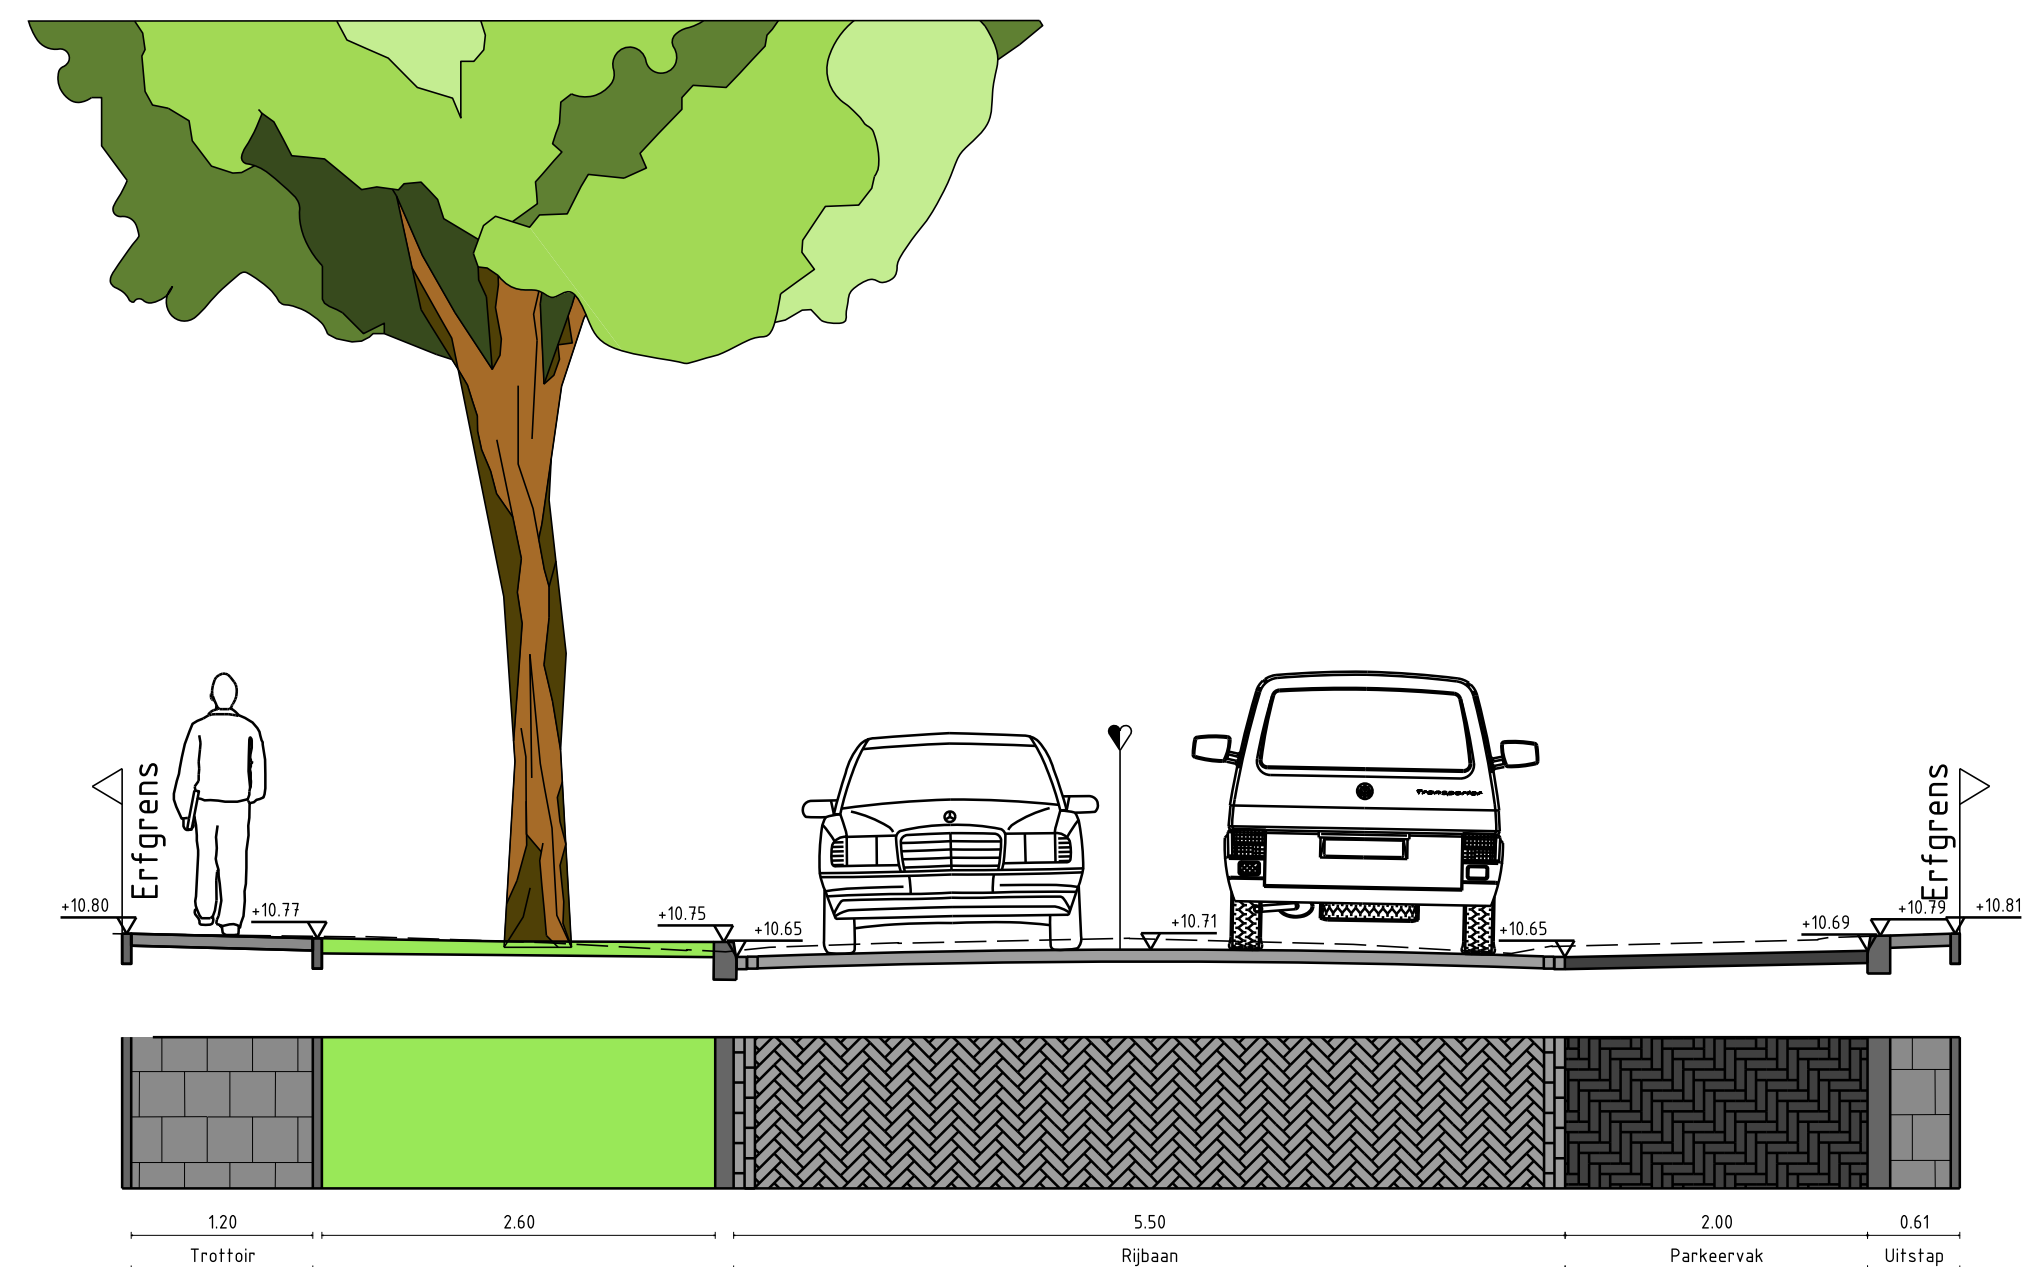 Erfgrens
Erfgrens
Transporter
+10.80
+10.77
+10.75
+10.65
+10.71
+10.65
+10.69
+10.79
+10.81
1.20
2.60
5.50
2.00
0.61
Trottoir
Rijbaan
Parkeervak
Uitstap